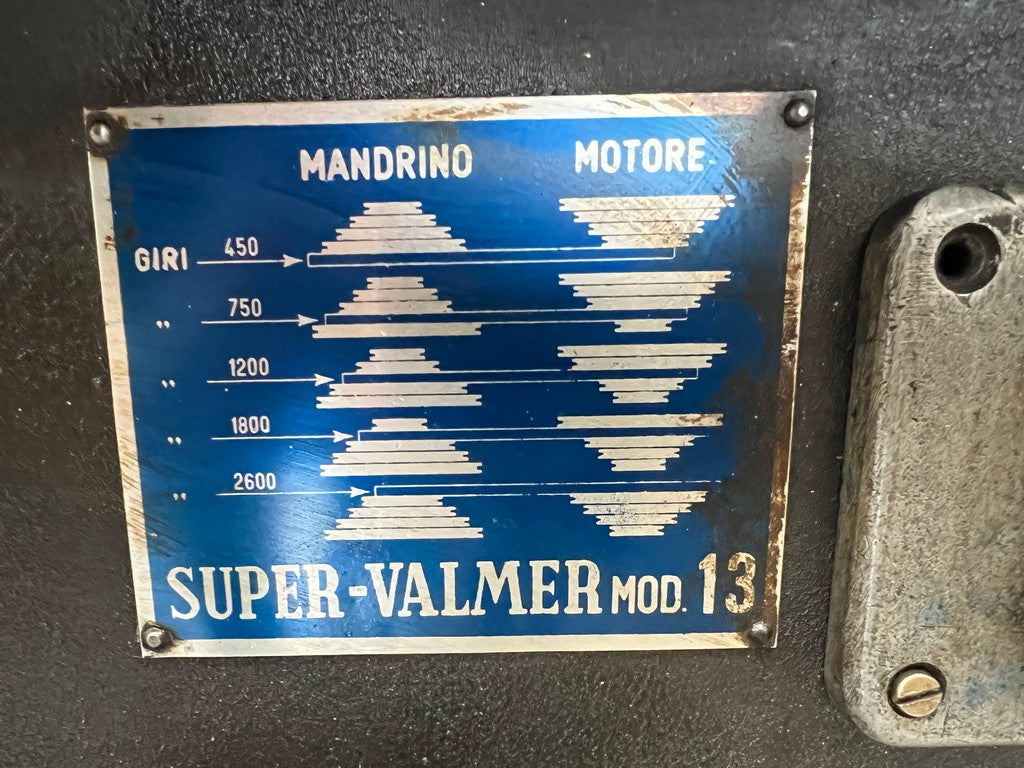 MANDRINO MOTORE
GIRI 450
" 750
" 1200
" 1800
" 2600
SUPER-VALMER MOD. 13